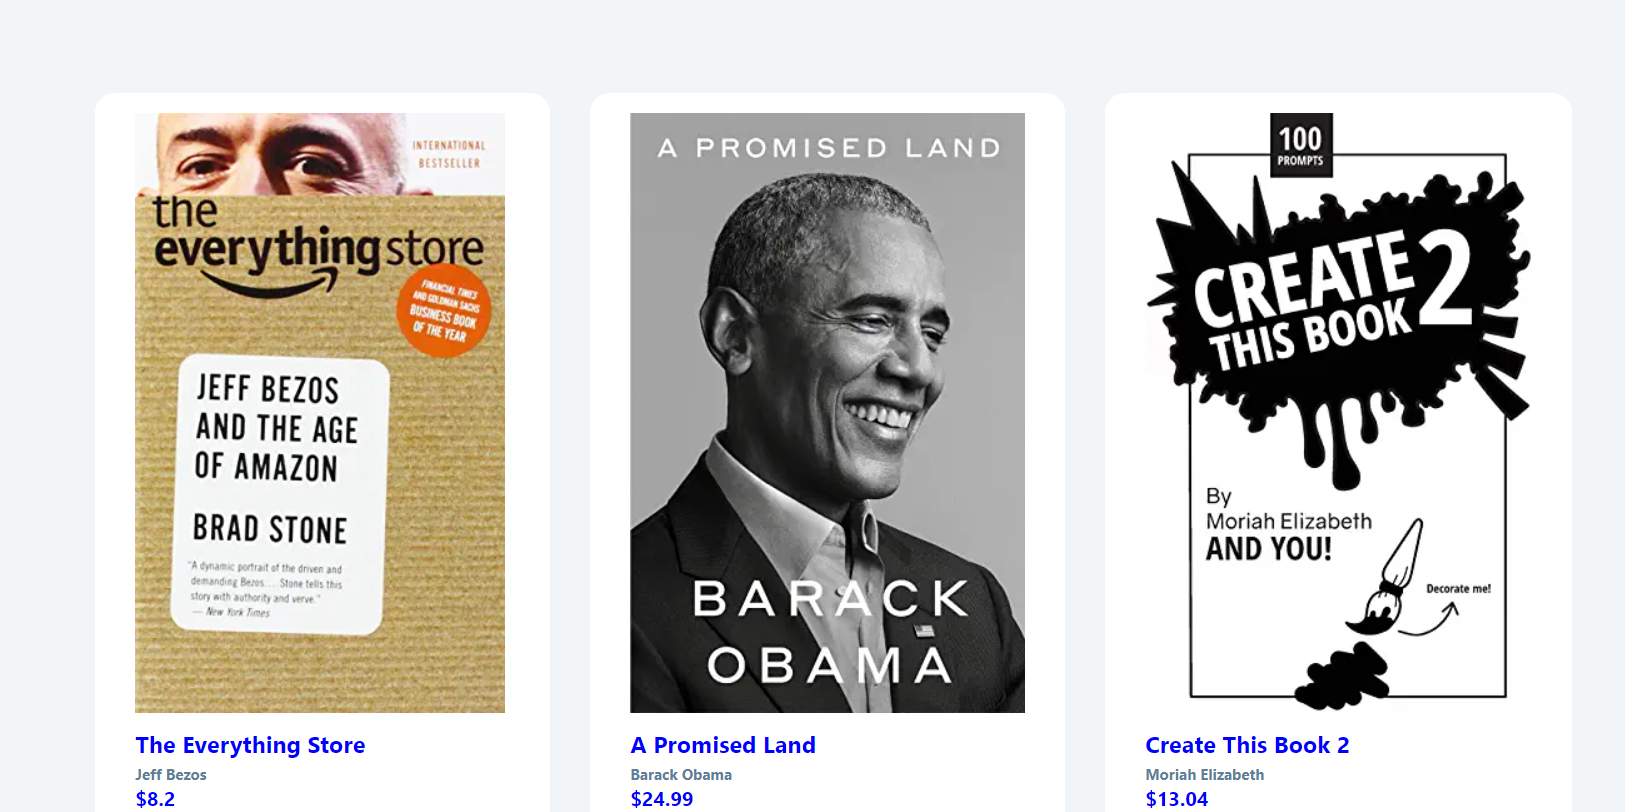 INTERNATIONAL
BESTSELLER
the
everything store
FINANCIAL TIMES
AND GOLDMAN SACHS
BUSINESS BOOK
OF THE YEAR
JEFF BEZOS
AND THE AGE
OF AMAZON
BRAD STONE
"A dynamic portrait of the driven and
demanding Bezos.... Stone tells this
story with authority and verve."
— New York Times
The Everything Store
Jeff Bezos
$8.2
A PROMISED LAND
BARACK
OBAMA
A Promised Land
Barack Obama
$24.99
100
PROMPTS
CREATE
THIS BOOK 2
By
Moriah Elizabeth
AND YOU!
Decorate me!
Create This Book 2
Moriah Elizabeth
$13.04